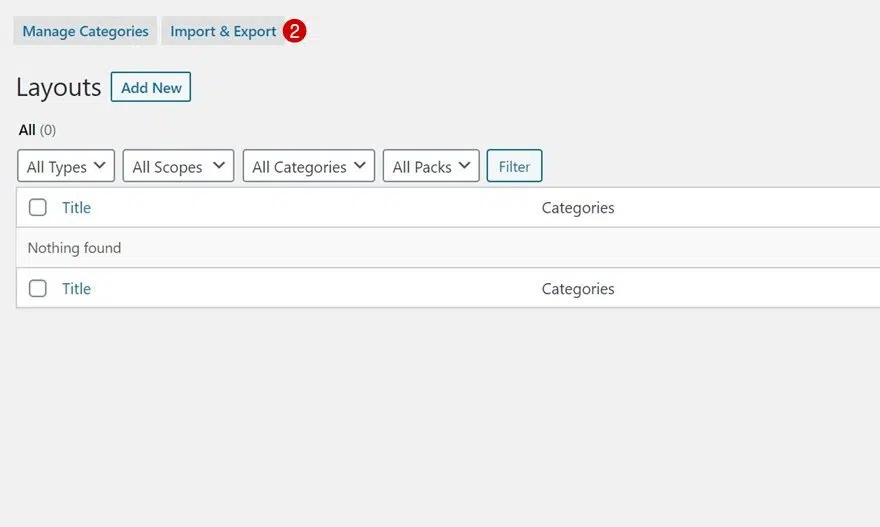 Manage Categories Import & Export 2
Layouts Add New
All (0)
All Types All Scopes All Categories All Packs Filter
Title Categories
Nothing found
Title Categories